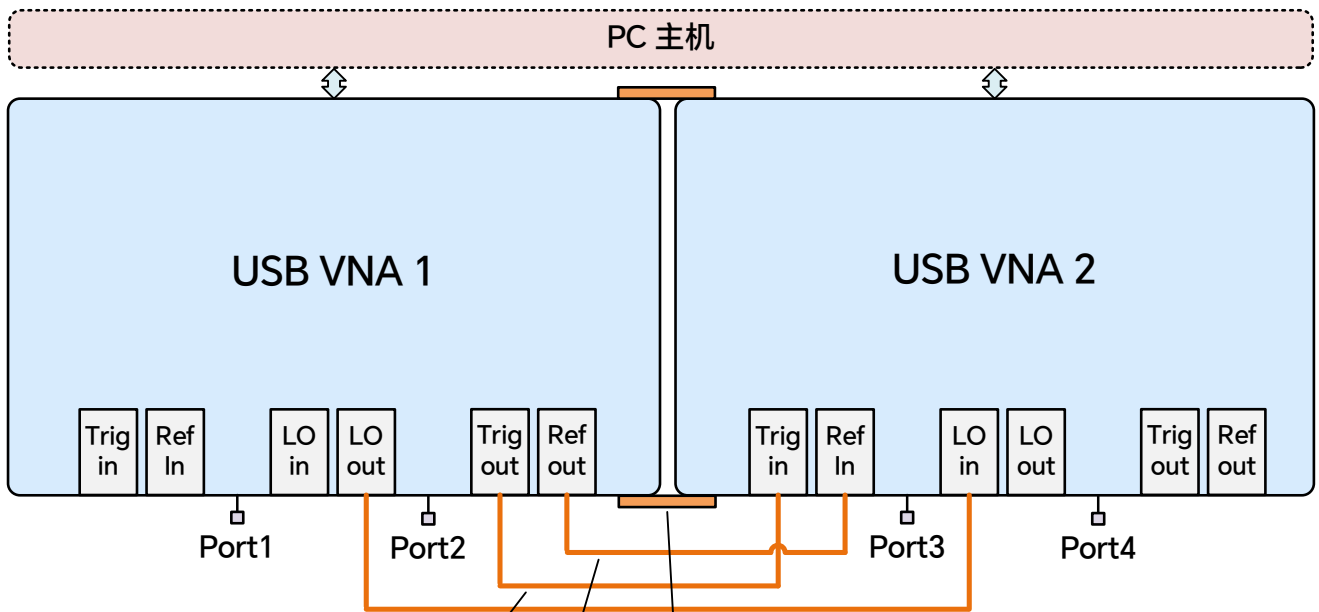 PC 主机
USB VNA 1
USB VNA 2
Trig
in
Ref
In
LO
in
LO
out
Trig
out
Ref
out
Trig
in
Ref
In
LO
in
LO
out
Trig
out
Ref
out
Port1
Port2
Port3
Port4